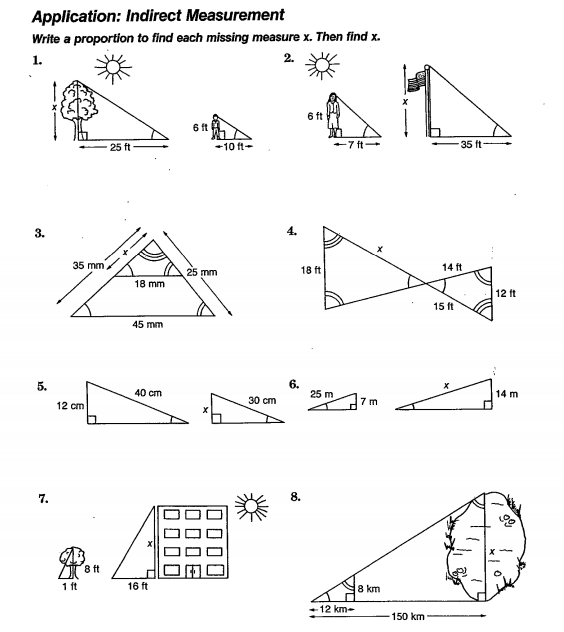 Application: Indirect Measurement
Write a proportion to find each missing measure x. Then find x.
1.
x
25 ft
6 ft
10 ft
2.
6 ft
7 ft
x
35 ft
3.
35 mm
x
25 mm
18 mm
45 mm
4.
x
18 ft
14 ft
12 ft
15 ft
5.
12 cm
40 cm
x
30 cm
6.
25 m
7 m
x
14 m
7.
8 ft
1 ft
x
16 ft
8.
x
8 km
12 km
150 km